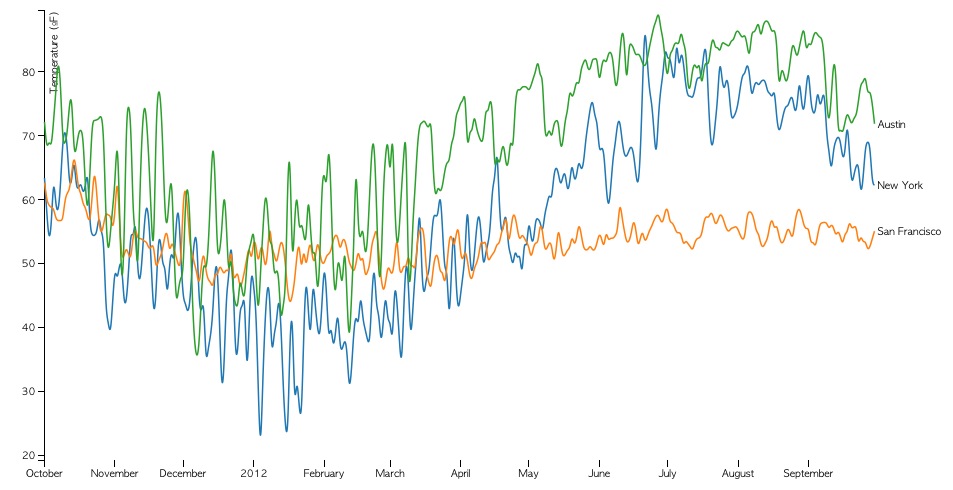 Temperature (ºF)
80
70
60
50
40
30
20
Austin
New York
San Francisco
October November December 2012 February March April May June July August September